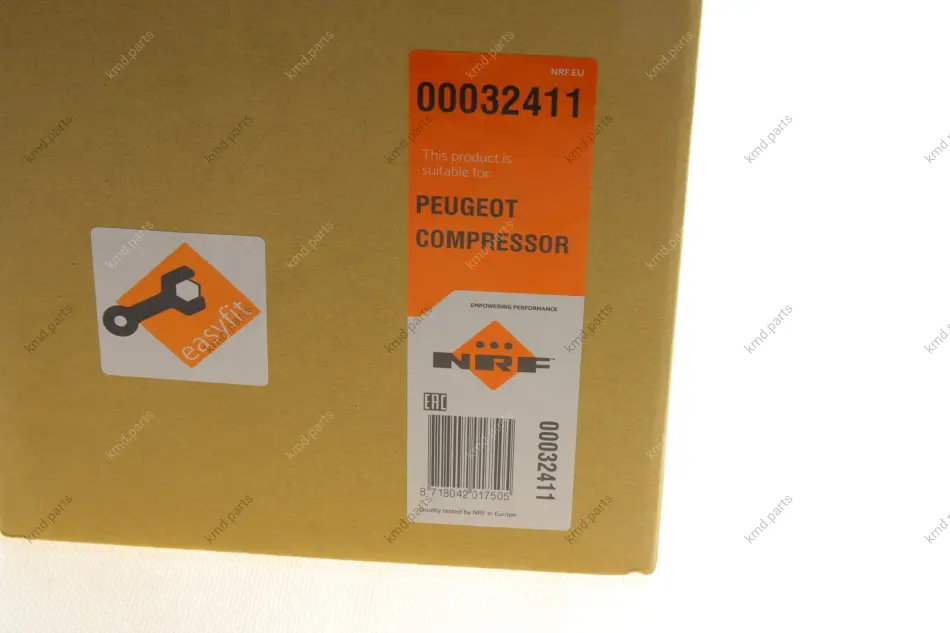 NRF.EU
00032411
This product is
suitable for:
PEUGEOT
COMPRESSOR
easyfit
EMPOWERING PERFORMANCE
NRF™
EAC
00032411
8 718042 017505
Quality tested by NRF in Europe
kmd.parts